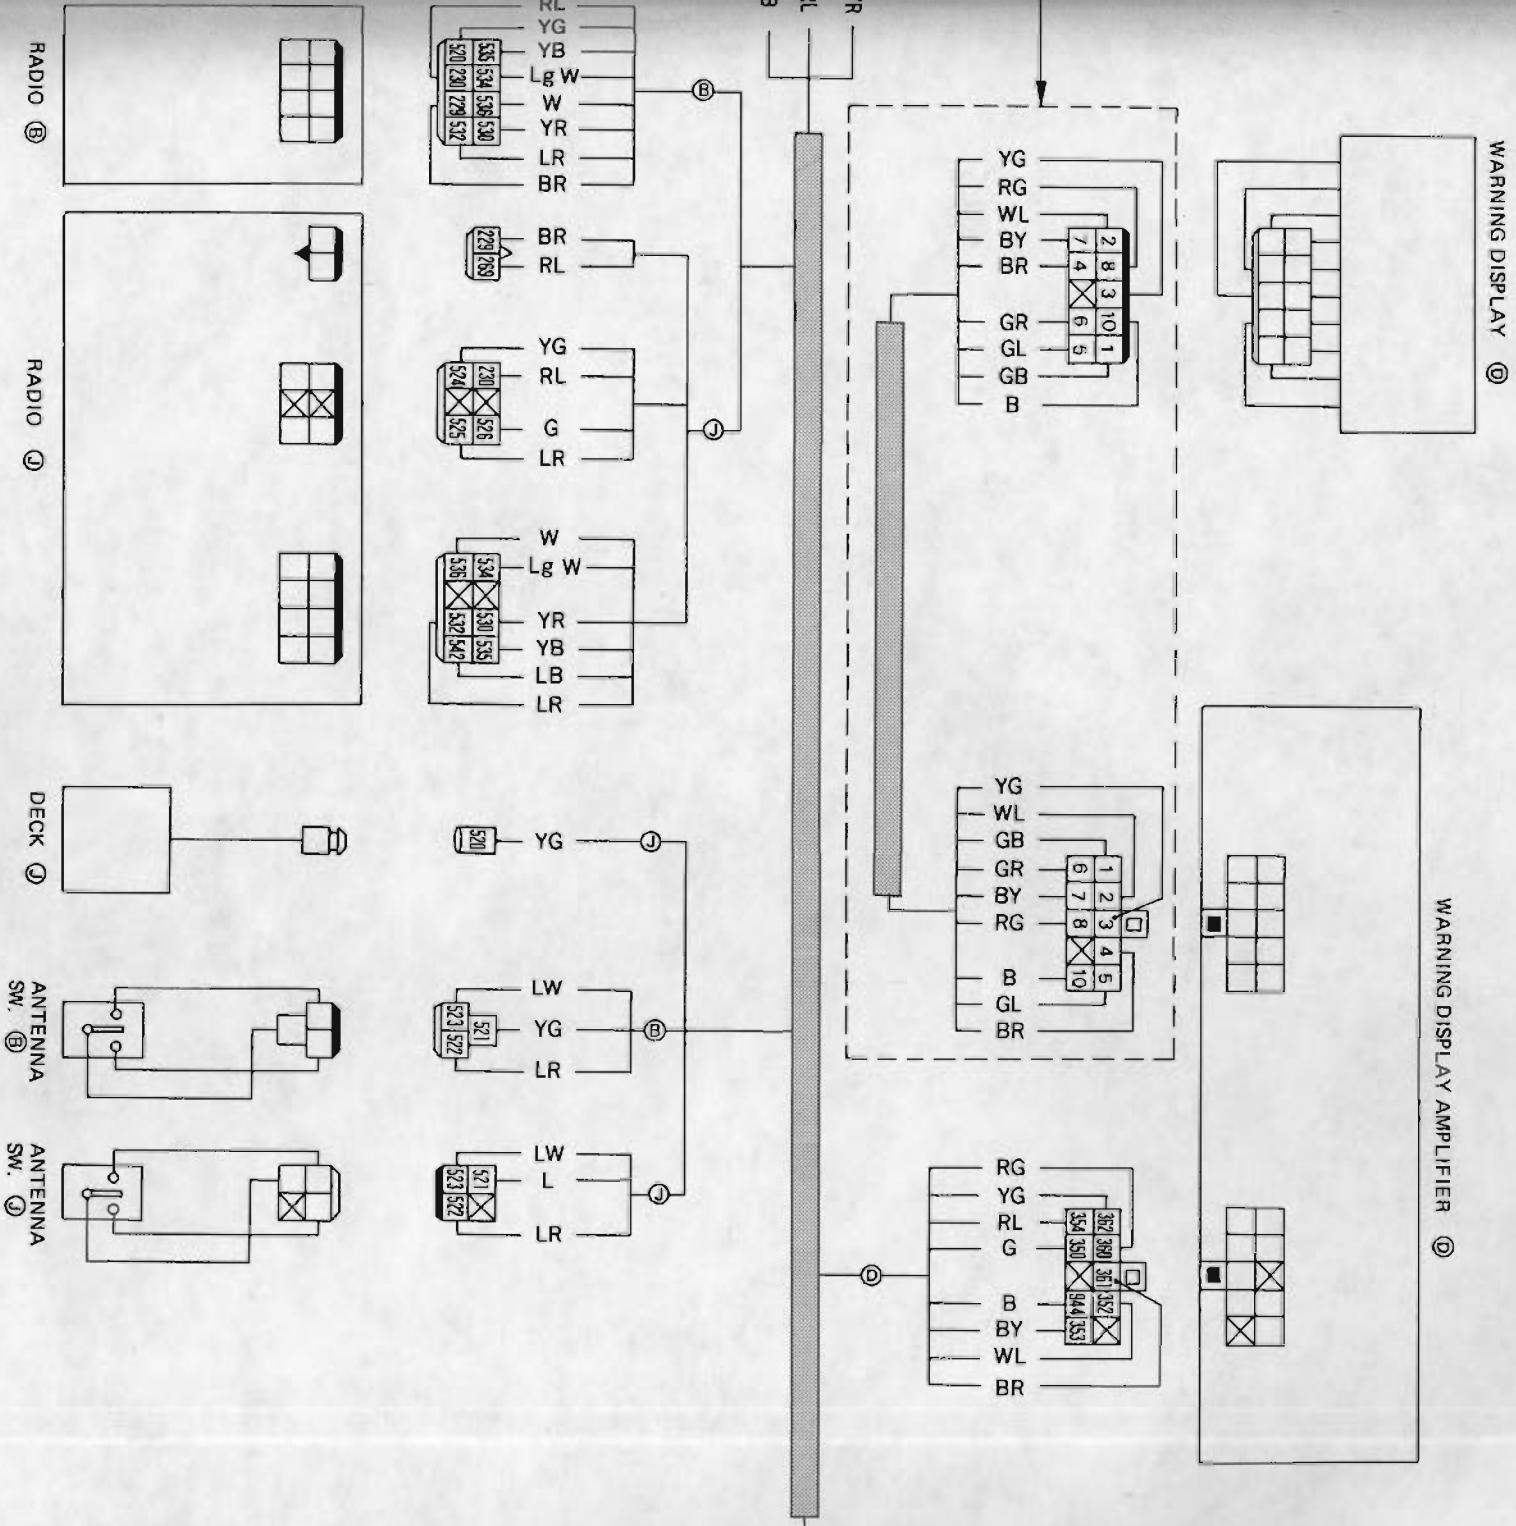 RL
YG
YB
Lg W
W
YR
LR
BR
520 535
230 534
229 536
532 530
B
RADIO B
BR
RL
229 269
YG
RL
G
LR
524 230
525 526
J
RADIO J
W
Lg W
YR
YB
LB
LR
536 534
532 530
542 535
YG
520
J
DECK J
LW
YG
LR
523 521
522
B
ANTENNA
SW. B
LW
L
LR
523 521
522
J
ANTENNA
SW. J
B
RL
YR
YG
RG
WL
BY
BR
GR
GL
GB
B
7 2
4 8
3
6 10
5 1
WARNING DISPLAY D
YG
WL
GB
GR
BY
RG
B
GL
BR
6 1
7 2
8 3
4
10 5
WARNING DISPLAY AMPLIFIER D
RG
YG
RL
G
B
BY
WL
BR
354 362
350 360
361
944 352
353
D